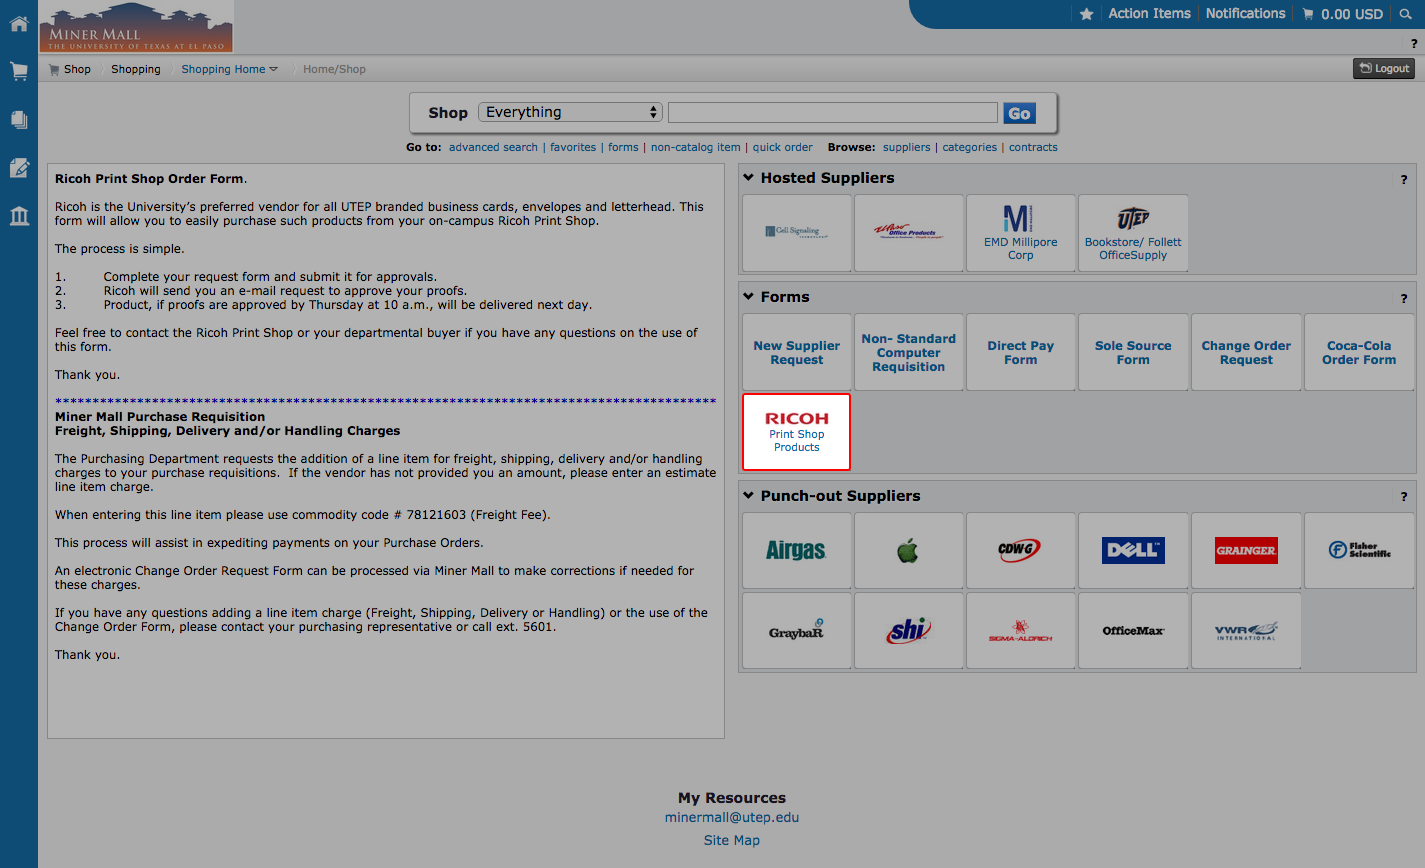 MINER MALL
THE UNIVERSITY OF TEXAS AT EL PASO
Action Items
Notifications
0.00 USD
?
Shop
Shopping
Shopping Home
Home/Shop
Logout
Shop
Everything
Go
Go to: advanced search | favorites | forms | non-catalog item | quick order Browse: suppliers | categories | contracts
Ricoh Print Shop Order Form.
Ricoh is the University's preferred vendor for all UTEP branded business cards, envelopes and letterhead. This
form will allow you to easily purchase such products from your on-campus Ricoh Print Shop.
The process is simple.
1. Complete your request form and submit it for approvals.
2. Ricoh will send you an e-mail request to approve your proofs.
3. Product, if proofs are approved by Thursday at 10 a.m., will be delivered next day.
Feel free to contact the Ricoh Print Shop or your departmental buyer if you have any questions on the use of
this form.
Thank you.
Miner Mall Purchase Requisition
Freight, Shipping, Delivery and/or Handling Charges
The Purchasing Department requests the addition of a line item for freight, shipping, delivery and/or handling
charges to your purchase requisitions. If the vendor has not provided you an amount, please enter an estimate
line item charge.
When entering this line item please use commodity code # 78121603 (Freight Fee).
This process will assist in expediting payments on your Purchase Orders.
An electronic Change Order Request Form can be processed via Miner Mall to make corrections if needed for
these charges.
If you have any questions adding a line item charge (Freight, Shipping, Delivery or Handling) or the use of the
Change Order Form, please contact your purchasing representative or call ext. 5601.
Thank you.
Hosted Suppliers
?
Cell Signaling
Office Products
M
EMD Millipore
Corp
UTEP
Bookstore/ Follett
OfficeSupply
Forms
?
New Supplier
Request
Non- Standard
Computer
Requisition
Direct Pay
Form
Sole Source
Form
Change Order
Request
Coca-Cola
Order Form
RICOH
Print Shop
Products
Punch-out Suppliers
?
Airgas
CDWG
DELL
GRAINGER
Fisher
Scientific
GraybaR
shi
SIGMA-ALDRICH
OfficeMax
VWR
INTERNATIONAL
My Resources
minermall@utep.edu
Site Map